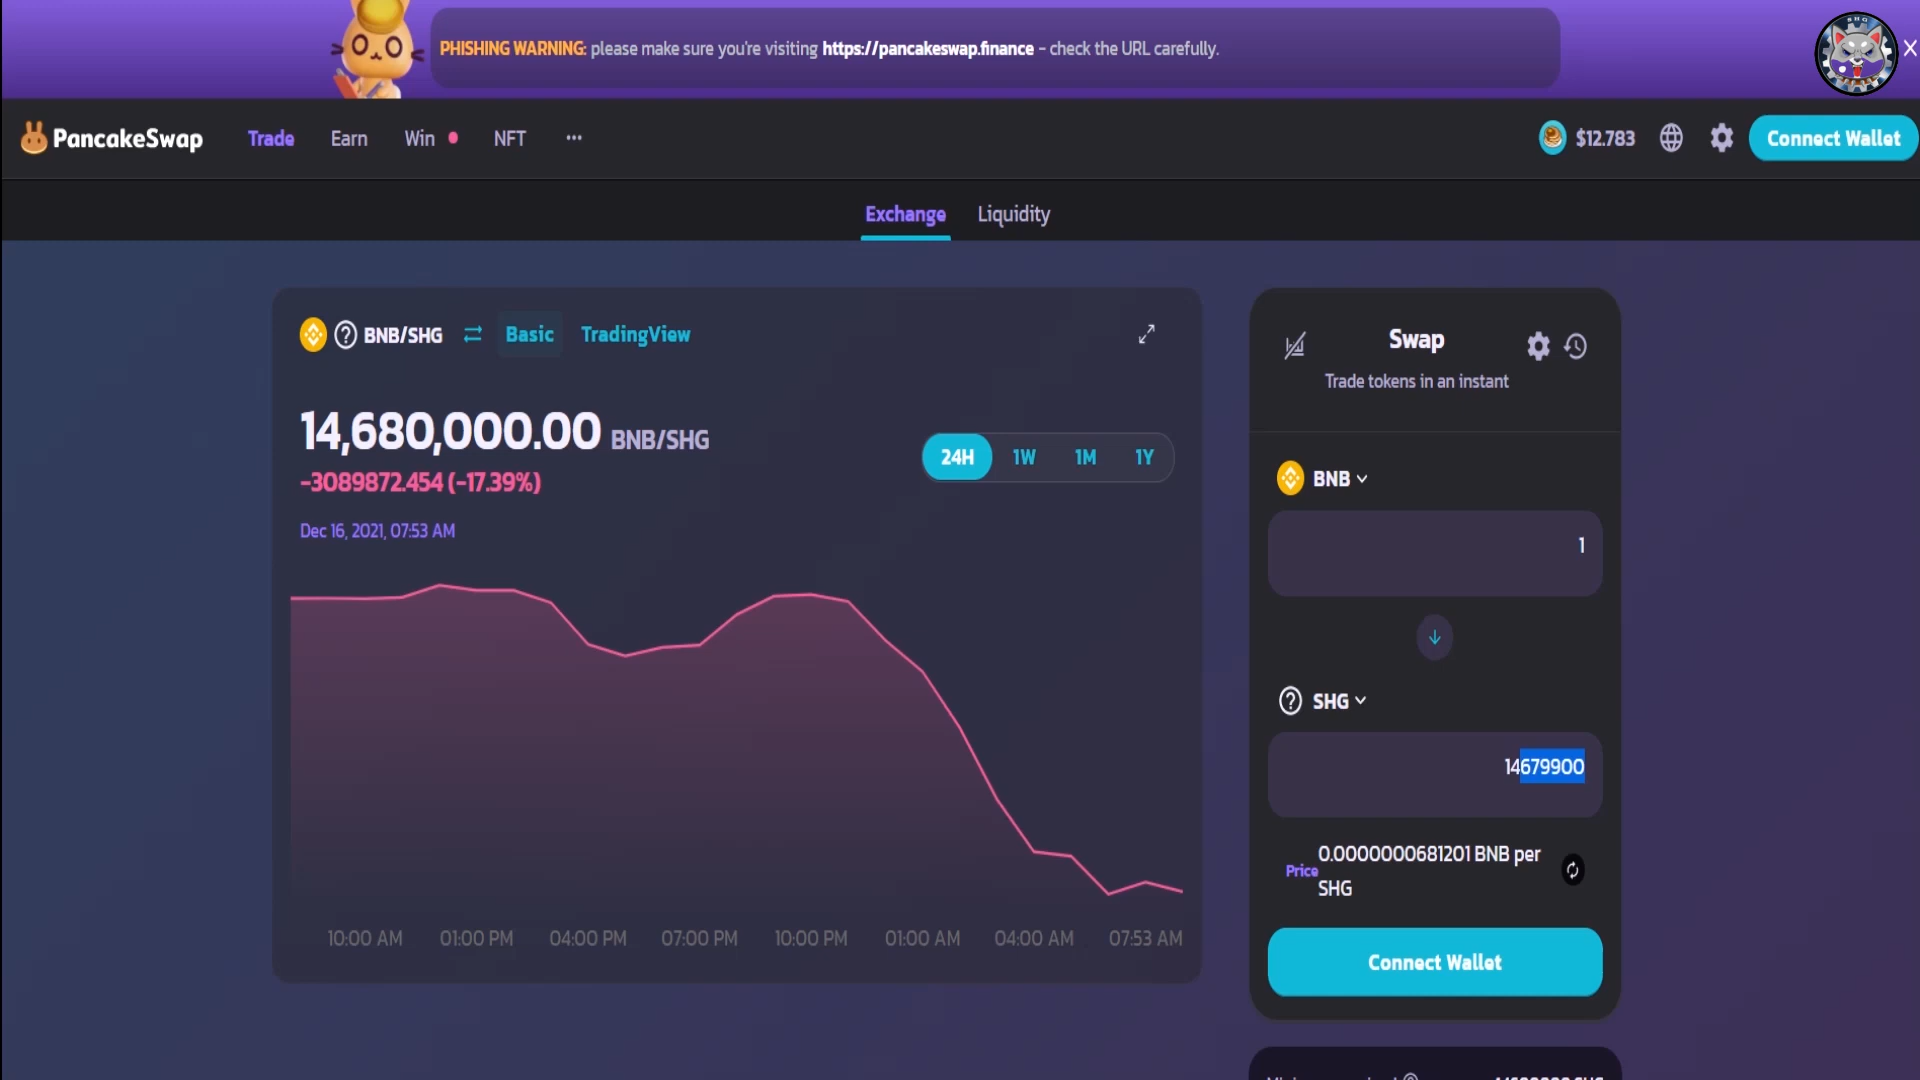 SHG
PHISHING WARNING: please make sure you're visiting https://pancakeswap.finance - check the URL carefully.
PancakeSwap Trade Earn Win NFT ... $12.783 Connect Wallet
Exchange Liquidity
BNB/SHG Basic TradingView
14,680,000.00 BNB/SHG
-3089872.454 (-17.39%)
24H 1W 1M 1Y
Dec 16, 2021, 07:53 AM
10:00 AM 01:00 PM 04:00 PM 07:00 PM 10:00 PM 01:00 AM 04:00 AM 07:53 AM
Swap
Trade tokens in an instant
BNB
1
SHG
14679900
Price 0.0000000681201 BNB per
SHG
Connect Wallet